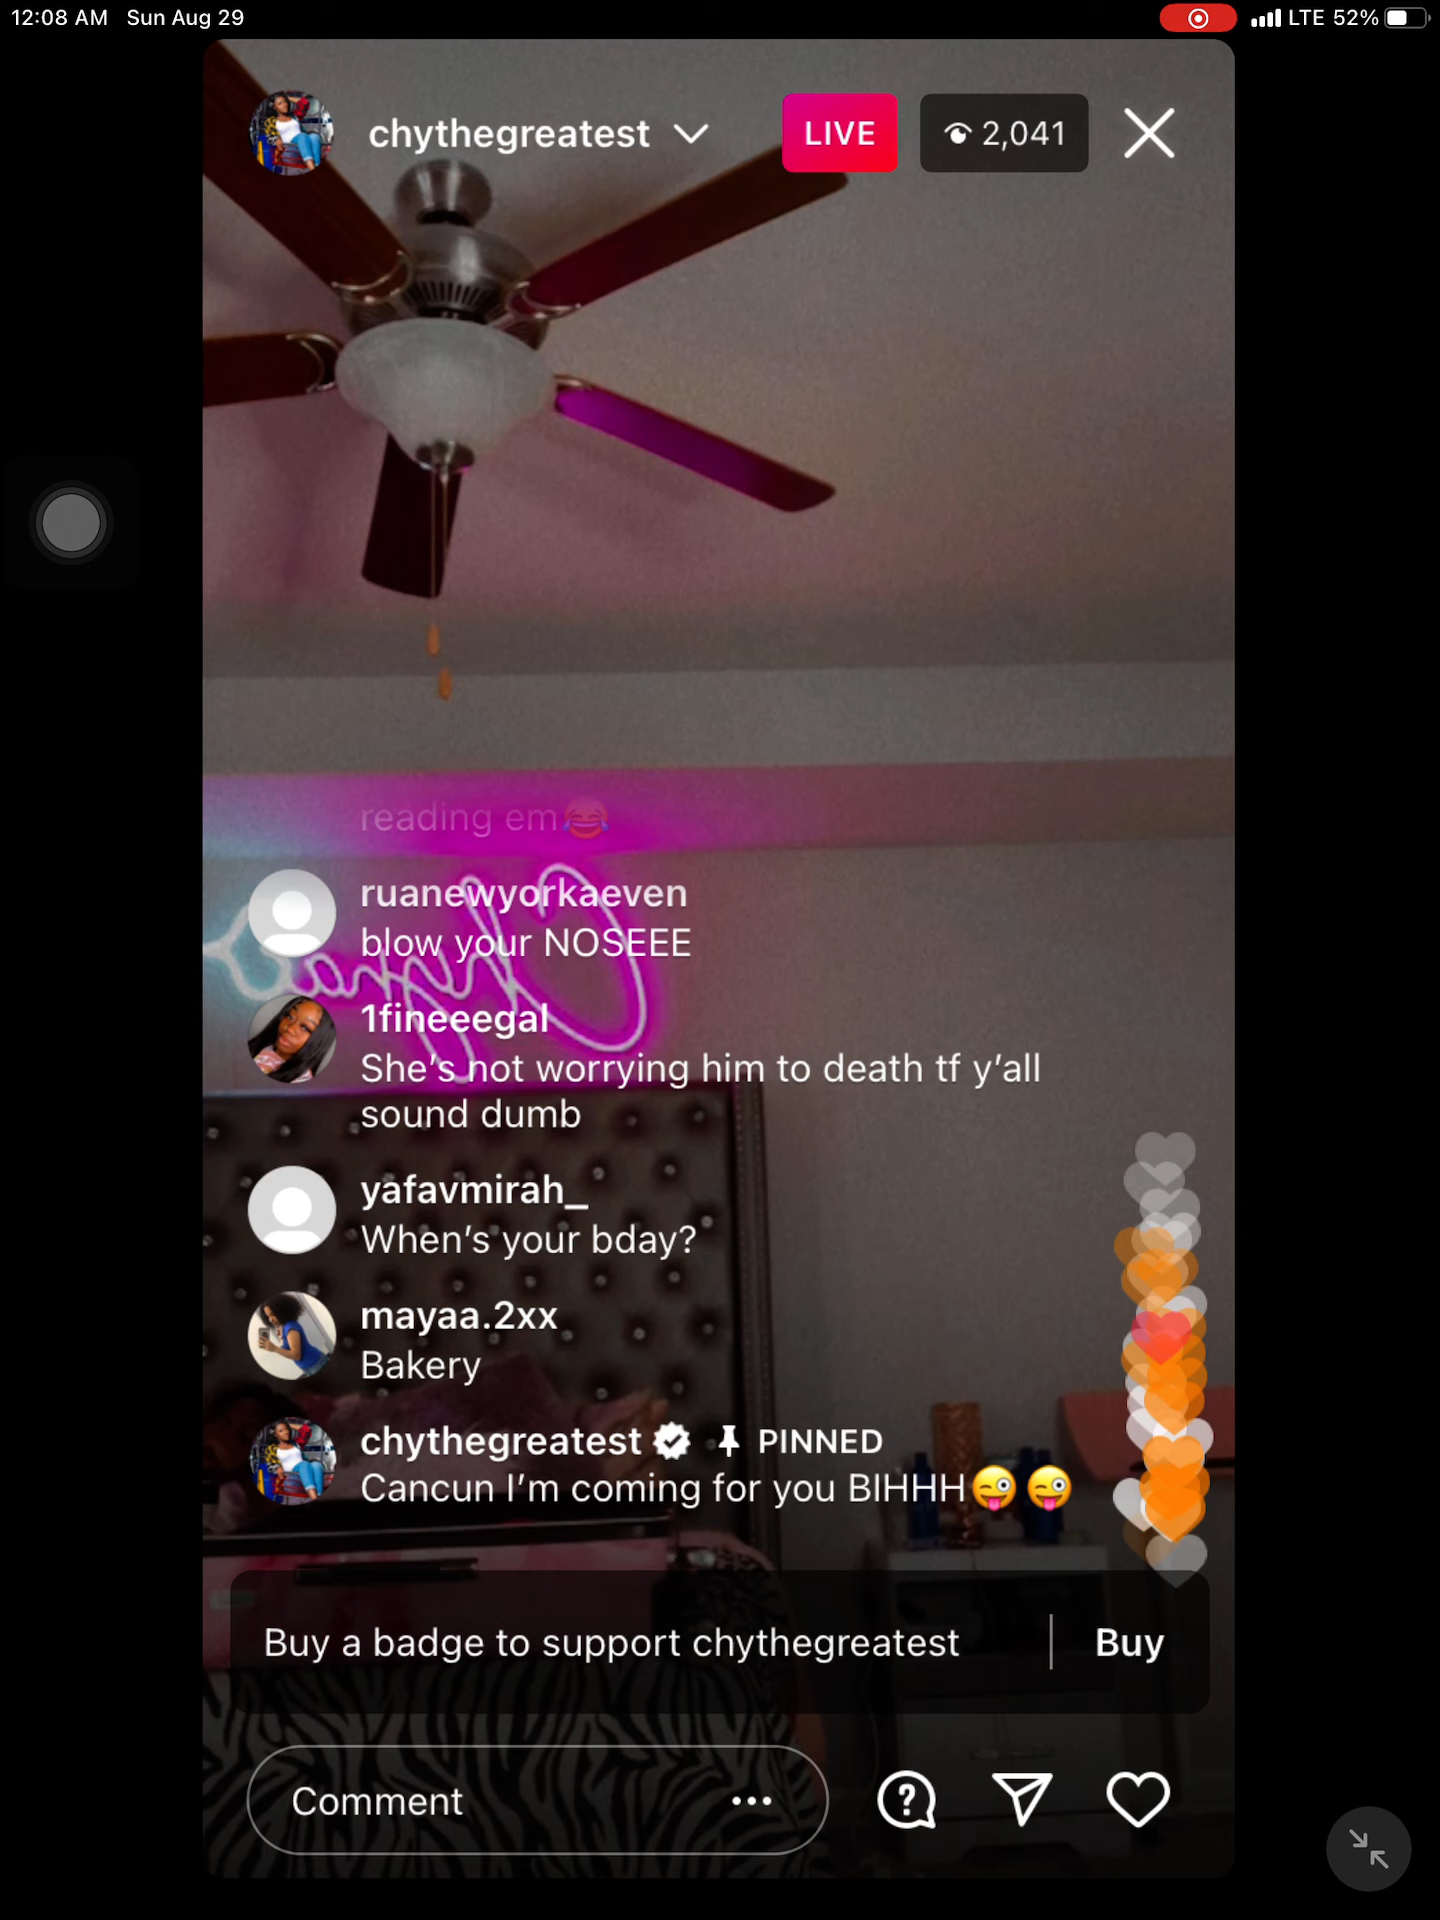 12:08 AM Sun Aug 29
LTE 52%
chythegreatest
LIVE
2,041
reading em😂
ruanewyorkaeven
blow your NOSEEE
1fineeegal
She's not worrying him to death tf y'all
sound dumb
yafavmirah_
When's your bday?
mayaa.2xx
Bakery
chythegreatest PINNED
Cancun I'm coming for you BIHHH😜😜
Buy a badge to support chythegreatest | Buy
Comment